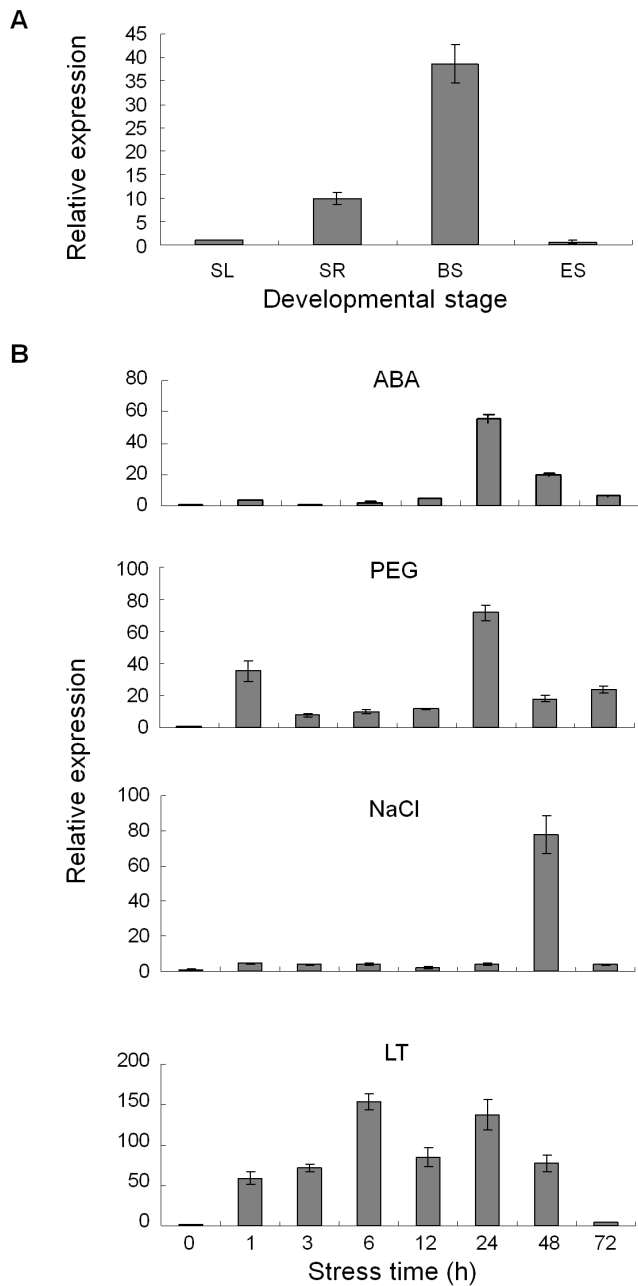 A
Relative expression
45
40
35
30
25
20
15
10
5
0
SL SR BS ES
Developmental stage
B
Relative expression
ABA
80
60
40
20
0
PEG
100
80
60
40
20
0
NaCl
100
80
60
40
20
0
LT
200
150
100
50
0
0 1 3 6 12 24 48 72
Stress time (h)